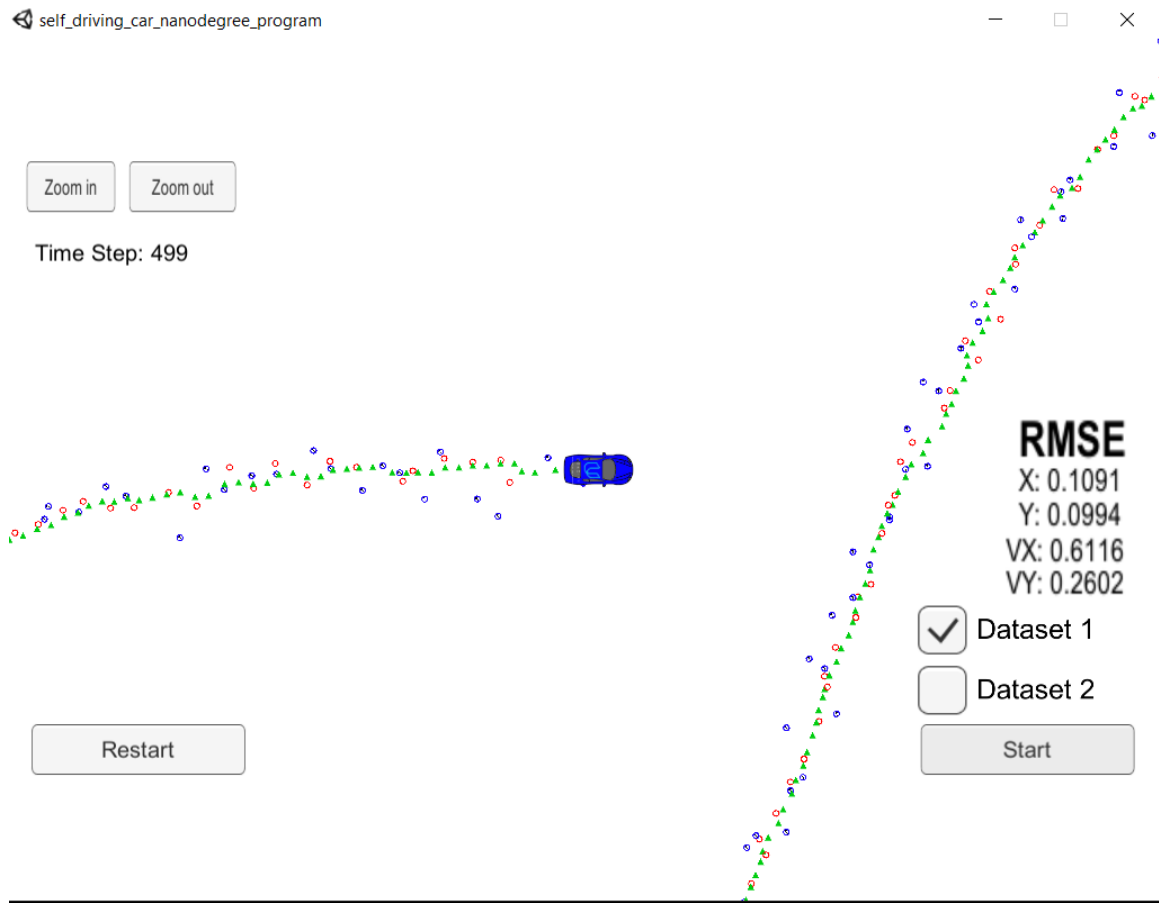 self_driving_car_nanodegree_program
Zoom in
Zoom out
Time Step: 499
RMSE
X: 0.1091
Y: 0.0994
VX: 0.6116
VY: 0.2602
Dataset 1
Dataset 2
Restart
Start